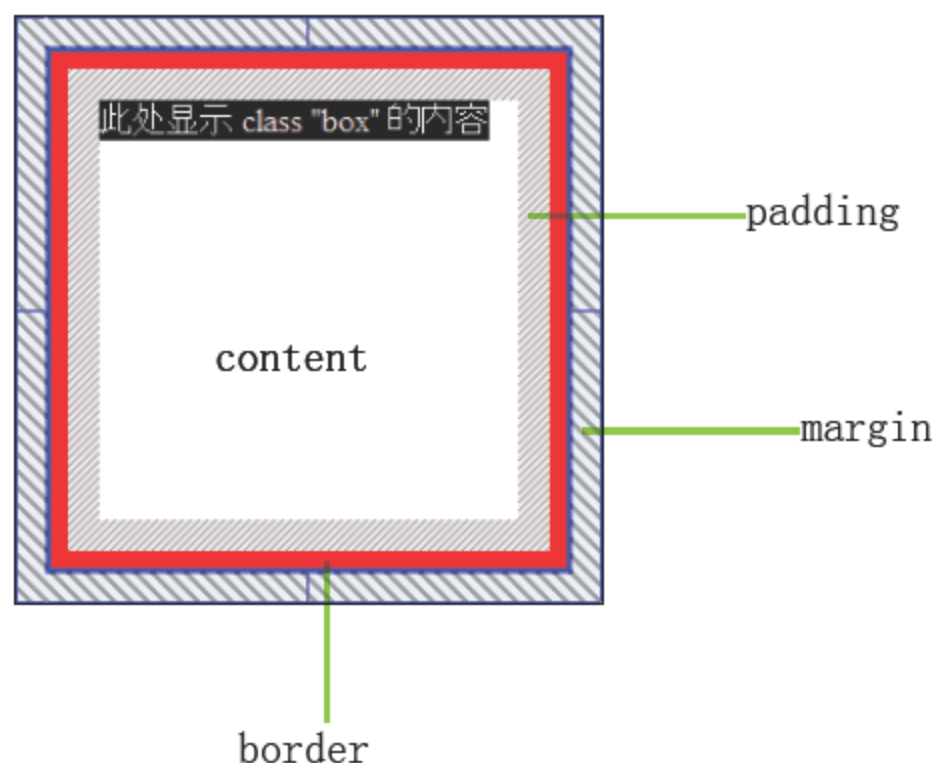 此处显示 class "box" 的内容
padding
content
margin
border